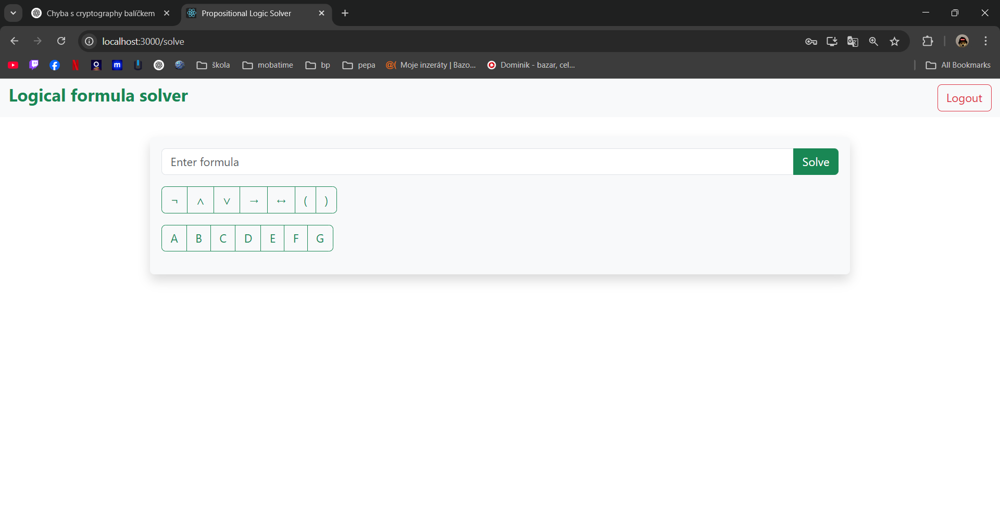 Chyba s cryptography balíčkem
Propositional Logic Solver
localhost:3000/solve
škola
mobatime
bp
pepa
Moje inzeráty | Bazo...
Dominik - bazar, cel...
All Bookmarks
Logical formula solver
Logout
Enter formula
Solve
¬ ∧ ∨ → ↔ ( )
A B C D E F G